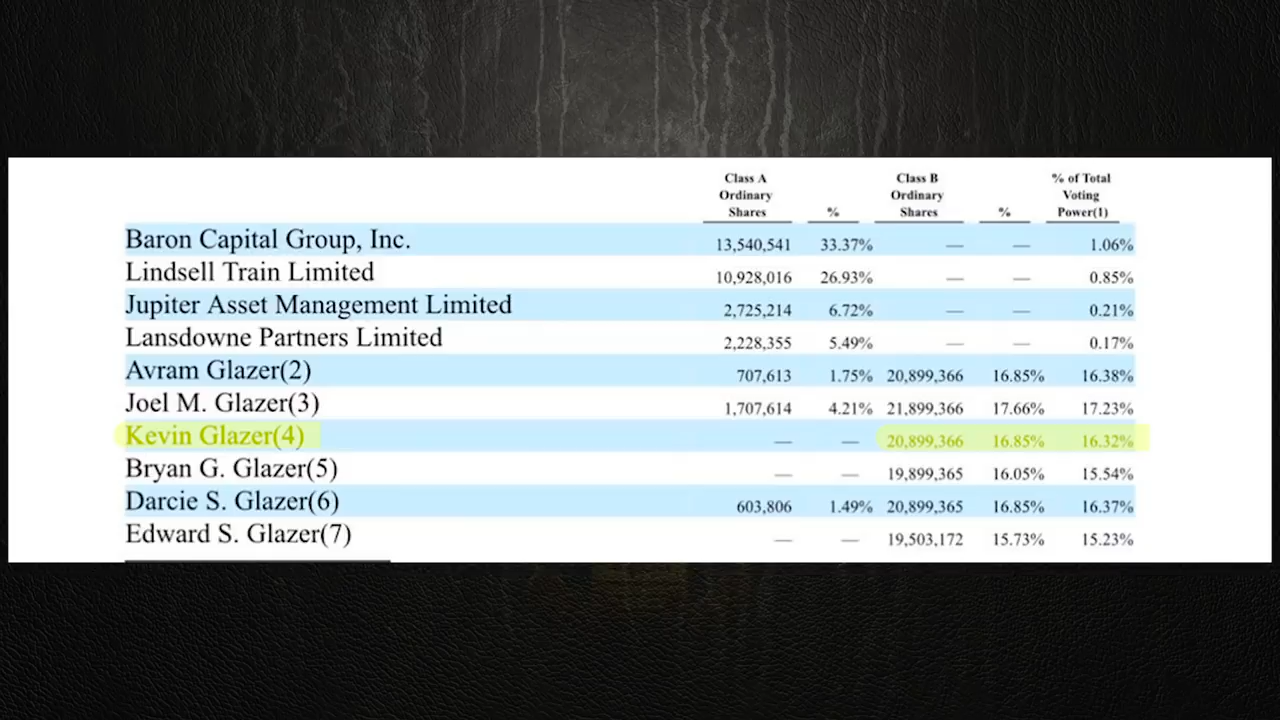 Class A Class B % of Total
Ordinary Ordinary Voting
Shares % Shares % Power(1)
Baron Capital Group, Inc. 13,540,541 33.37% — — 1.06%
Lindsell Train Limited 10,928,016 26.93% — — 0.85%
Jupiter Asset Management Limited 2,725,214 6.72% — — 0.21%
Lansdowne Partners Limited 2,228,355 5.49% — — 0.17%
Avram Glazer(2) 707,613 1.75% 20,899,366 16.85% 16.38%
Joel M. Glazer(3) 1,707,614 4.21% 21,899,366 17.66% 17.23%
Kevin Glazer(4) — — 20,899,366 16.85% 16.32%
Bryan G. Glazer(5) — — 19,899,365 16.05% 15.54%
Darcie S. Glazer(6) 603,806 1.49% 20,899,365 16.85% 16.37%
Edward S. Glazer(7) — — 19,503,172 15.73% 15.23%